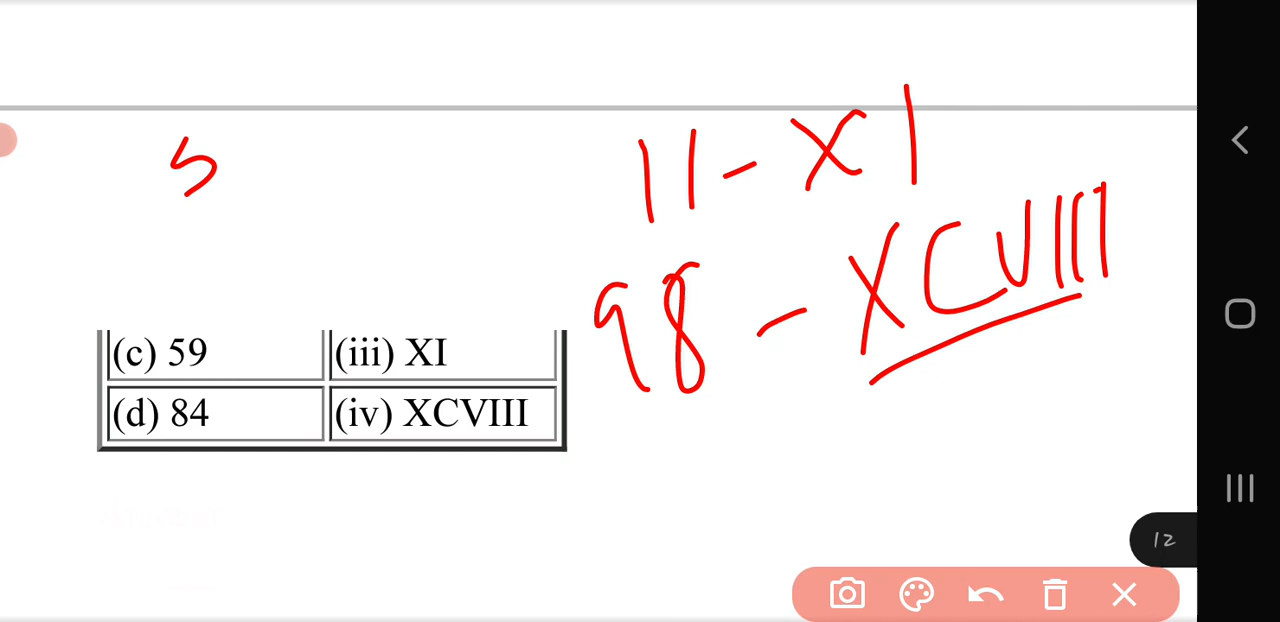 5
11 - XI
98 - XCVIII
(c) 59 (iii) XI
(d) 84 (iv) XCVIII
12